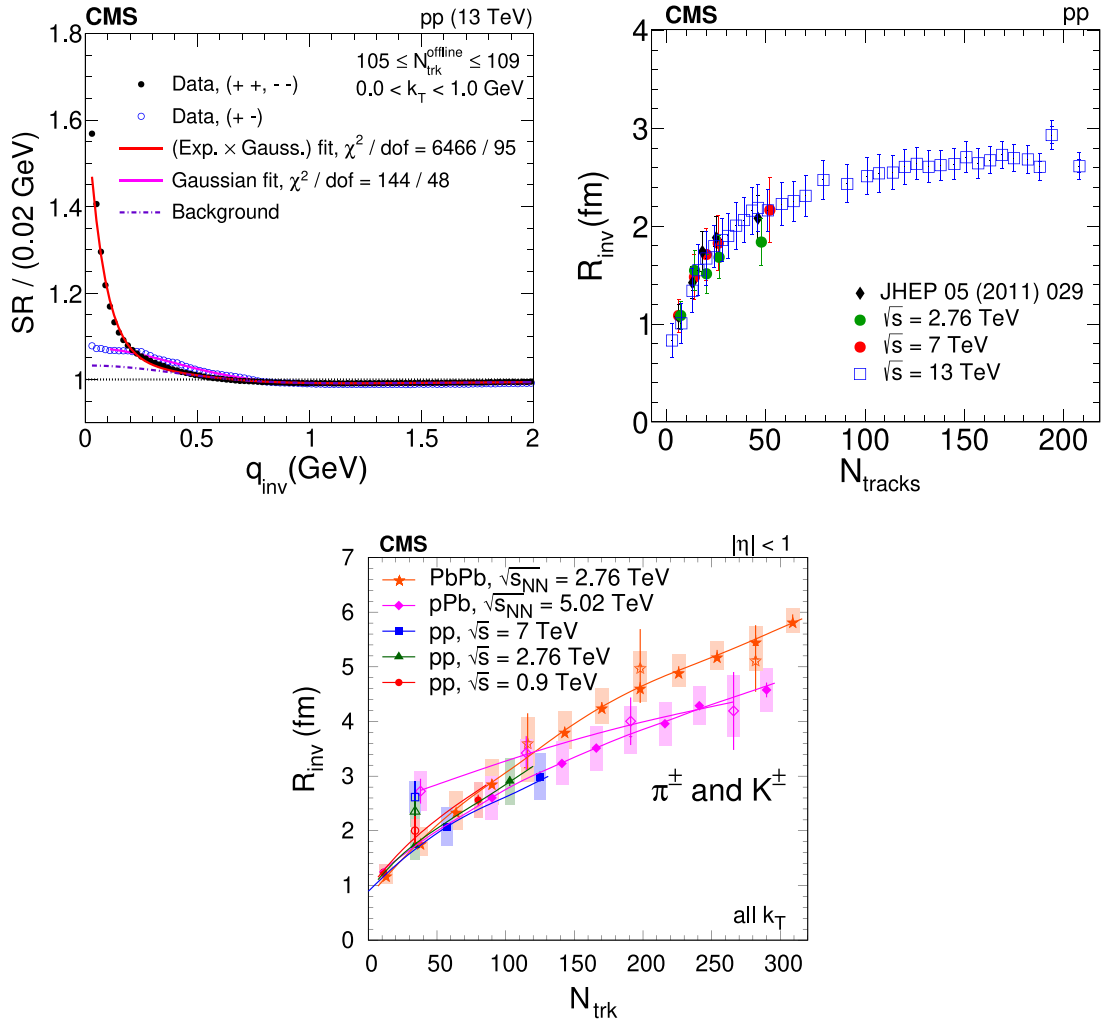 CMS
pp (13 TeV)
1.8
1.6
1.4
1.2
1
SR / (0.02 GeV)
105 ≤ N_trk^offline ≤ 109
0.0 < k_T < 1.0 GeV
Data, (+ +, - -)
Data, (+ -)
(Exp. × Gauss.) fit, χ² / dof = 6466 / 95
Gaussian fit, χ² / dof = 144 / 48
Background
0 0.5 1 1.5 2
q_inv (GeV)
CMS
pp
4
3
2
1
0
R_inv (fm)
JHEP 05 (2011) 029
√s = 2.76 TeV
√s = 7 TeV
√s = 13 TeV
0 50 100 150 200
N_tracks
CMS
|η| < 1
7
6
5
4
3
2
1
0
R_inv (fm)
PbPb, √s_NN = 2.76 TeV
pPb, √s_NN = 5.02 TeV
pp, √s = 7 TeV
pp, √s = 2.76 TeV
pp, √s = 0.9 TeV
π± and K±
all k_T
0 50 100 150 200 250 300
N_trk